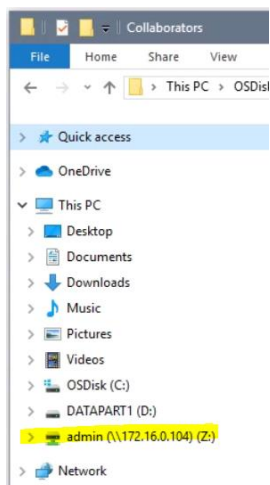 Collaborators
File Home Share View
This PC > OSDis
Quick access
OneDrive
This PC
Desktop
Documents
Downloads
Music
Pictures
Videos
OSDisk (C:)
DATAPART1 (D:)
admin (\\172.16.0.104) (Z:)
Network